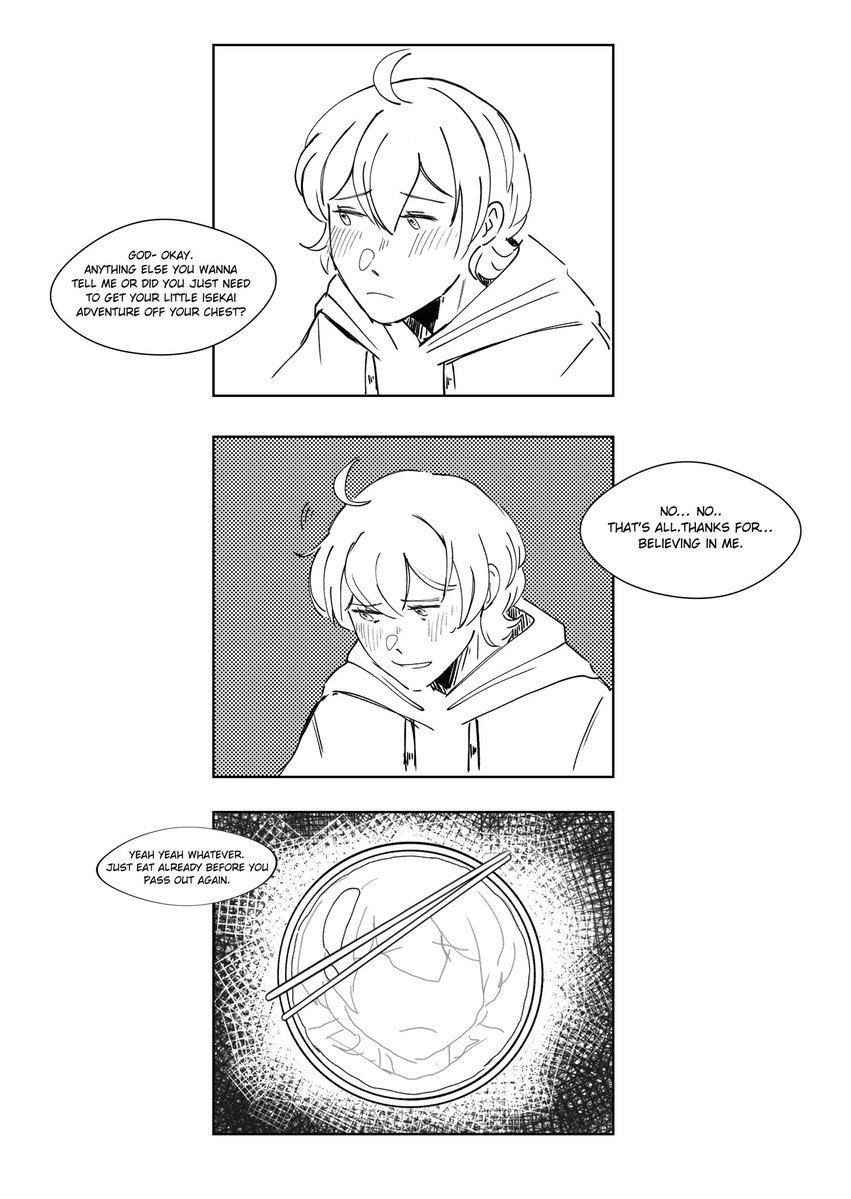 GOD- OKAY.
ANYTHING ELSE YOU WANNA
TELL ME OR DID YOU JUST NEED
TO GET YOUR LITTLE ISEKAI
ADVENTURE OFF YOUR CHEST?
NO... NO..
THAT'S ALL.THANKS FOR...
BELIEVING IN ME.
YEAH YEAH WHATEVER.
JUST EAT ALREADY BEFORE YOU
PASS OUT AGAIN.